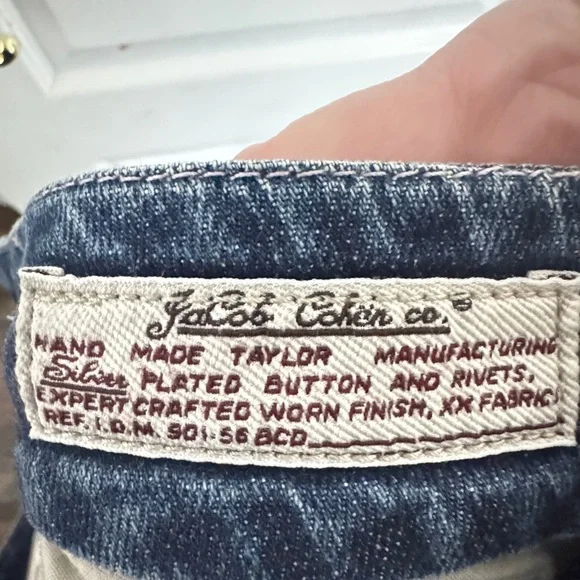 JaCob Cohën co.®
HAND MADE TAYLOR MANUFACTURING
Silver PLATED BUTTON AND RIVETS,
EXPERT CRAFTED WORN FINISH, XX FABRIC
REF. I.D.M. 901-56 BCD